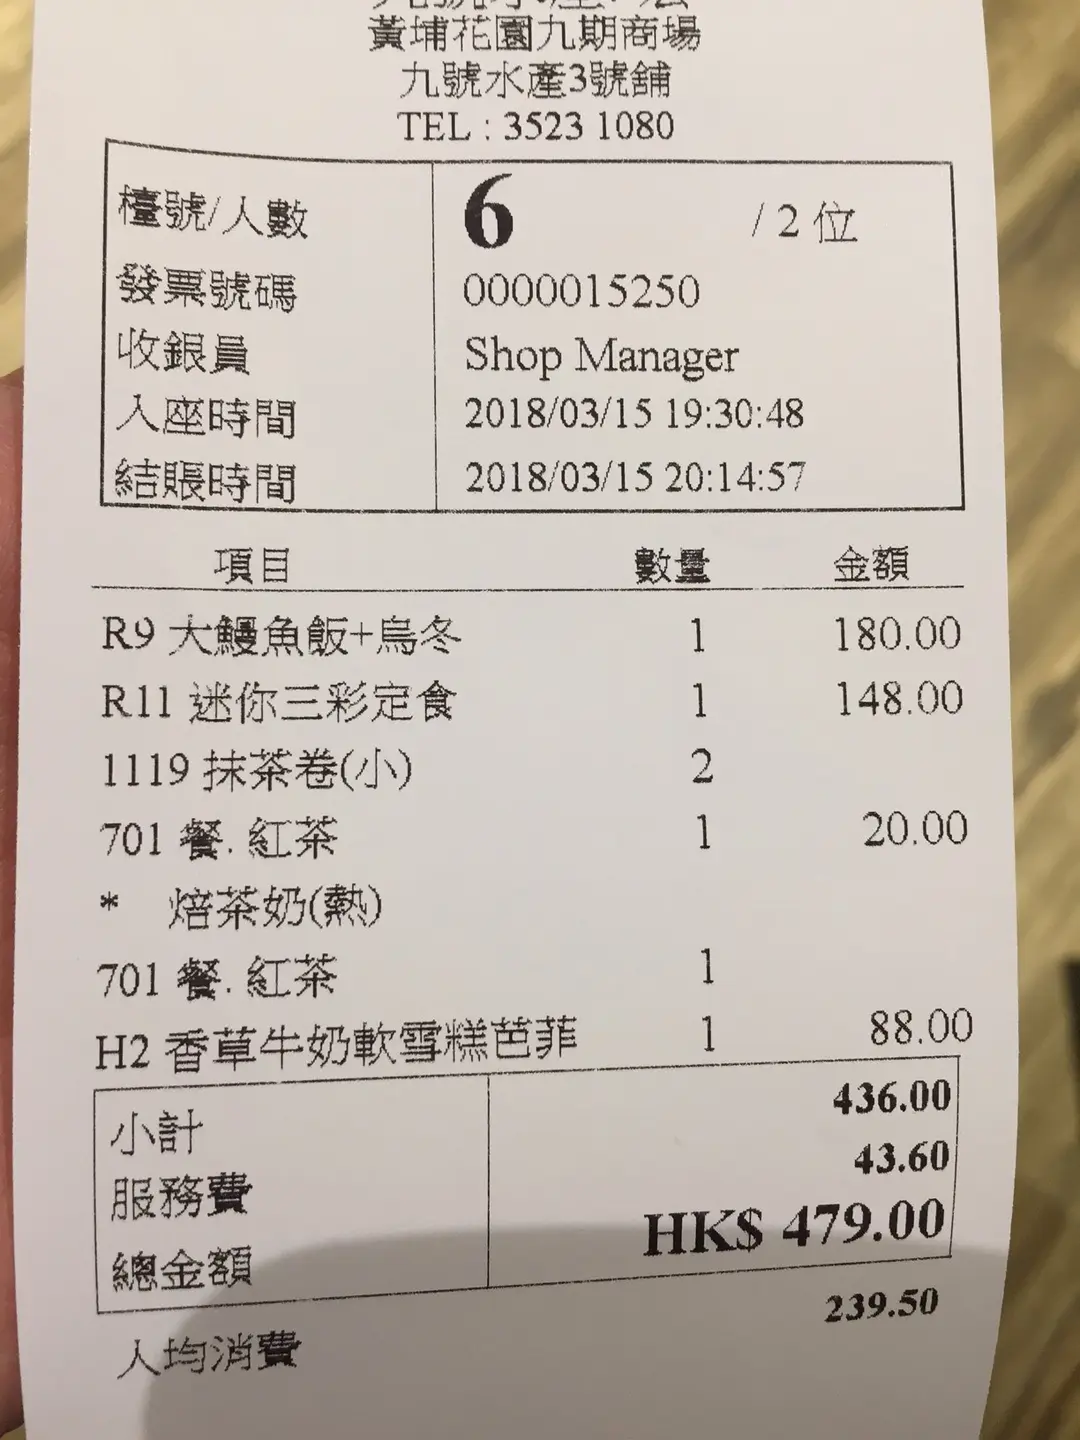 黃埔花園九期商場
九號水產3號舖
TEL : 3523 1080
檯號/人數 6 / 2 位
發票號碼 0000015250
收銀員 Shop Manager
入座時間 2018/03/15 19:30:48
結賬時間 2018/03/15 20:14:57
項目 數量 金額
R9 大鰻魚飯+烏冬 1 180.00
R11 迷你三彩定食 1 148.00
1119 抹茶卷(小) 2
701 餐. 紅茶 1 20.00
* 焙茶奶(熱)
701 餐. 紅茶 1
H2 香草牛奶軟雪糕芭菲 1 88.00
小計 436.00
服務費 43.60
總金額 HK$ 479.00
人均消費 239.50